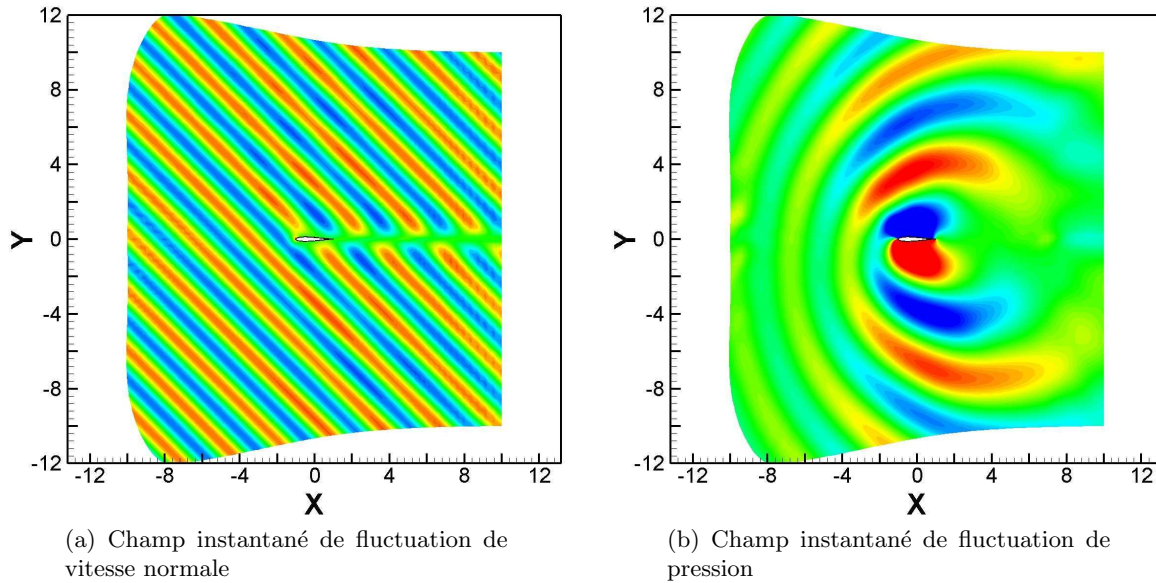 12
8
4
0
-4
-8
-12
Y
-12 -8 -4 0 4 8 12
X
(a) Champ instantané de fluctuation de
vitesse normale
12
8
4
0
-4
-8
-12
Y
-12 -8 -4 0 4 8 12
X
(b) Champ instantané de fluctuation de
pression